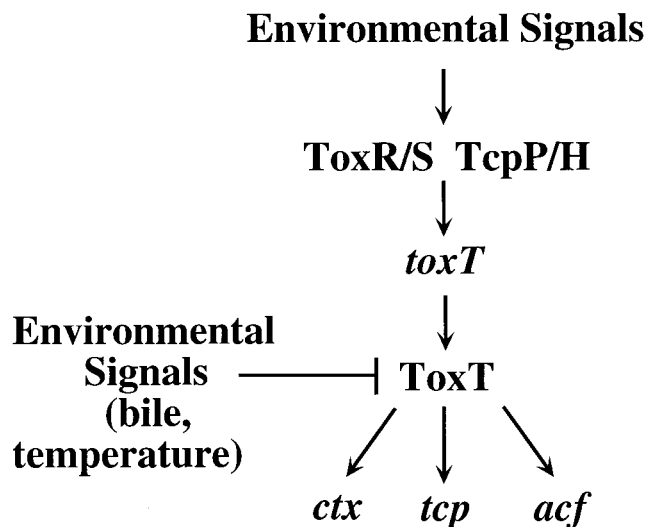 Environmental Signals
ToxR/S TcpP/H
toxT
Environmental
Signals
(bile,
temperature)
ToxT
ctx tcp acf